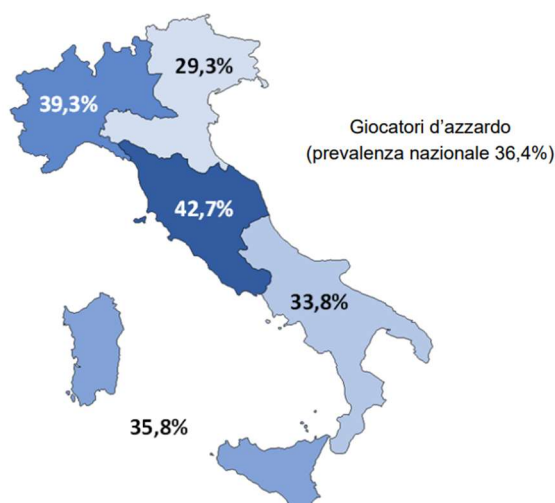 29,3%
39,3%
Giocatori d’azzardo
(prevalenza nazionale 36,4%)
42,7%
33,8%
35,8%